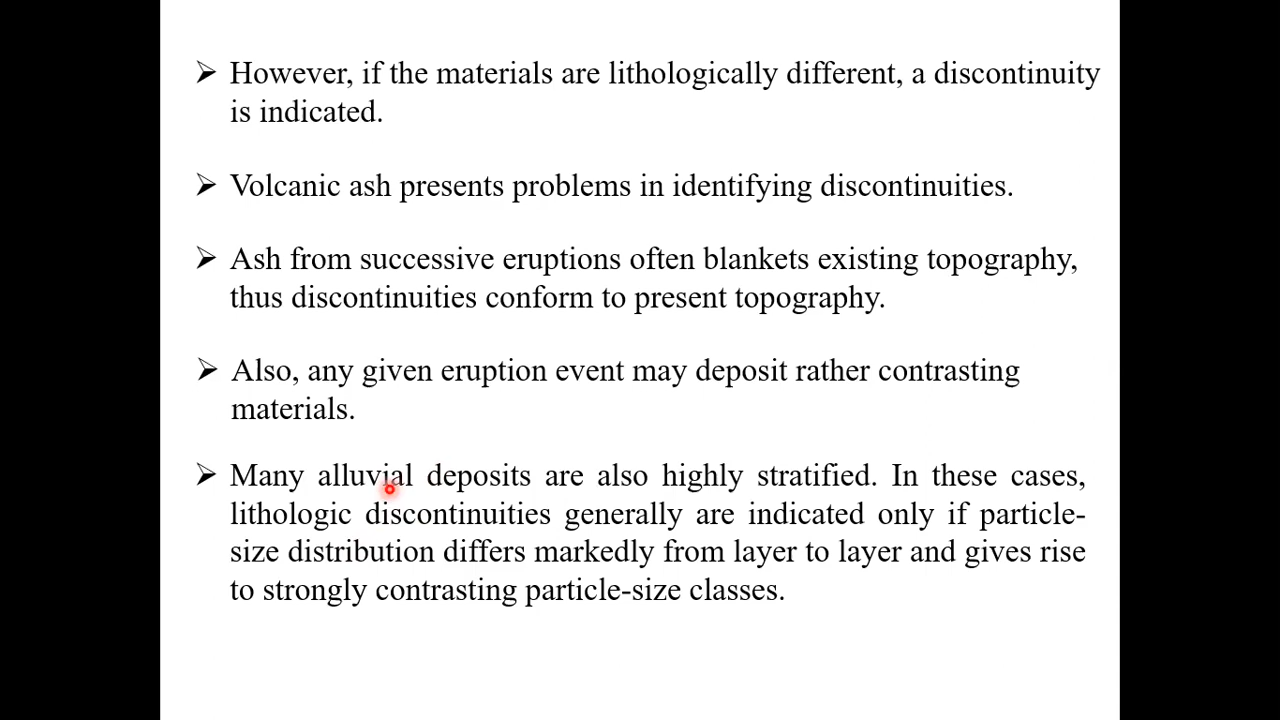 ➢ However, if the materials are lithologically different, a discontinuity
is indicated.
➢ Volcanic ash presents problems in identifying discontinuities.
➢ Ash from successive eruptions often blankets existing topography,
thus discontinuities conform to present topography.
➢ Also, any given eruption event may deposit rather contrasting
materials.
➢ Many alluvial deposits are also highly stratified. In these cases,
lithologic discontinuities generally are indicated only if particle-
size distribution differs markedly from layer to layer and gives rise
to strongly contrasting particle-size classes.